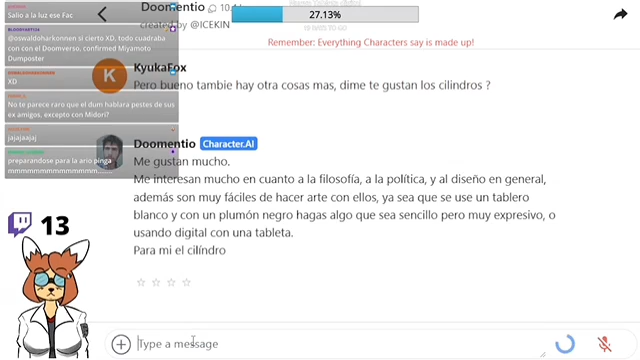 Salio a la luz ese Fac
@oswaldoharkonnen si cierto XD, todo cuadraba
con con el Doomverso, confirmed Miyamoto
Dumposter
XD
No te parece raro que el dum hablara pestes de sus
ex amigos, excepto con Midori?
jajajaajaj
preparandose para la ario pinga
13
Doomentio
created by @ICEKIN
27.13%
Remember: Everything Characters say is made up!
K
KyukaFox
Pero bueno tambie hay otra cosas mas, dime te gustan los cilindros ?
Doomentio Character.AI
Me gustan mucho.
Me interesan mucho en cuanto a la filosofía, a la política, y al diseño en general,
además son muy fáciles de hacer arte con ellos, ya sea que se use un tablero
blanco y con un plumón negro hagas algo que sea sencillo pero muy expresivo, o
usando digital con una tableta.
Para mi el cilíndro
Type a message